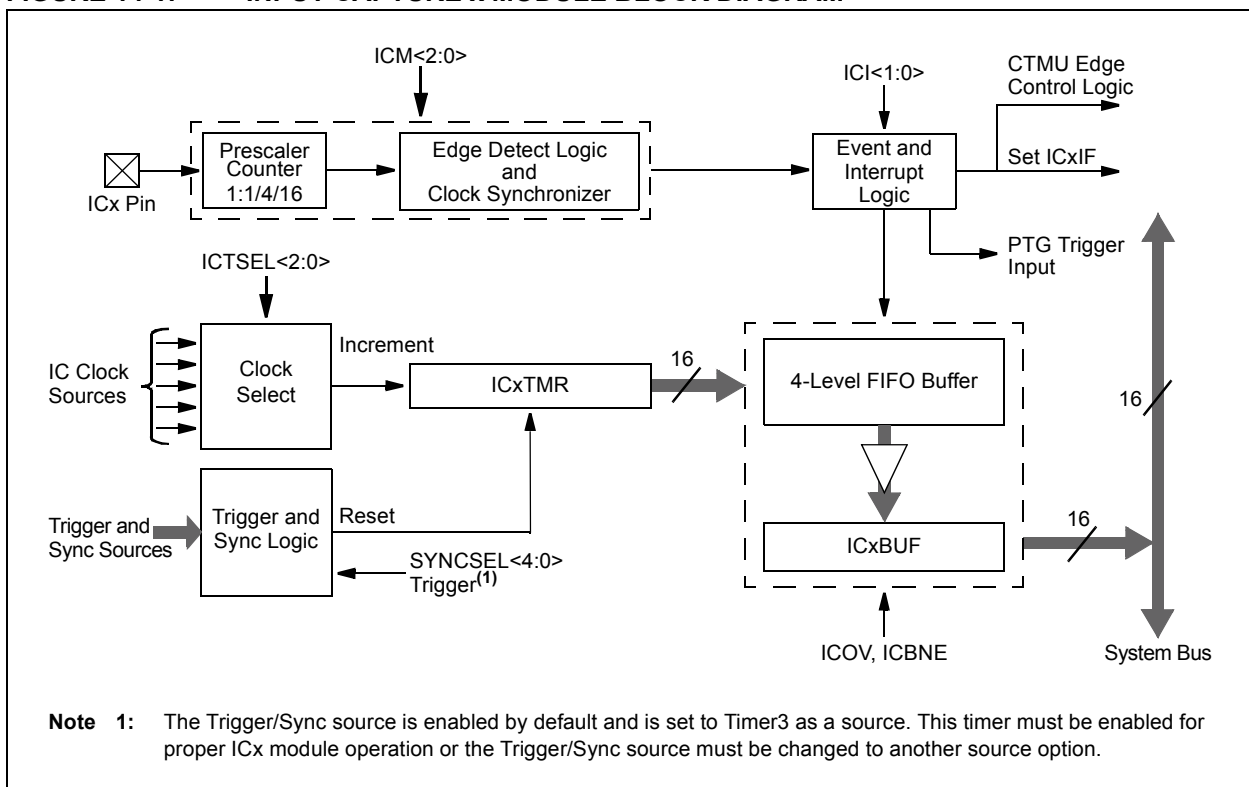 ICM<2:0>
ICI<1:0>
CTMU Edge
Control Logic
Prescaler
Counter
1:1/4/16
Edge Detect Logic
and
Clock Synchronizer
Event and
Interrupt
Logic
Set ICxIF
ICx Pin
PTG Trigger
Input
ICTSEL<2:0>
IC Clock
Sources
Clock
Select
Increment
ICxTMR
16
4-Level FIFO Buffer
16
Trigger and
Sync Sources
Trigger and
Sync Logic
Reset
SYNCSEL<4:0>
Trigger(1)
ICxBUF
16
ICOV, ICBNE
System Bus
Note 1: The Trigger/Sync source is enabled by default and is set to Timer3 as a source. This timer must be enabled for
proper ICx module operation or the Trigger/Sync source must be changed to another source option.